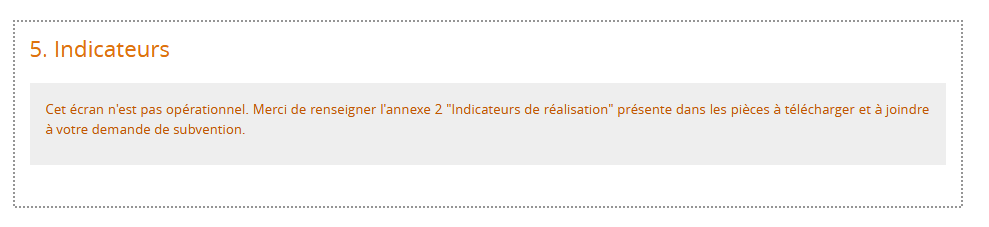 5. Indicateurs
Cet écran n'est pas opérationnel. Merci de renseigner l'annexe 2 "Indicateurs de réalisation" présente dans les pièces à télécharger et à joindre
à votre demande de subvention.